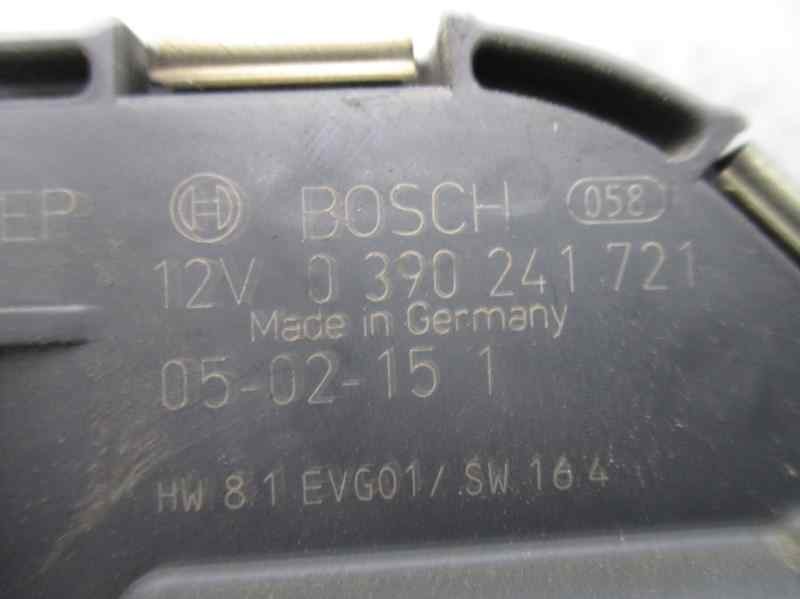 EP BOSCH 058
12V 0 390 241 721
Made in Germany
05-02-15 1
HW 8 1 EVG01/ SW 16 4